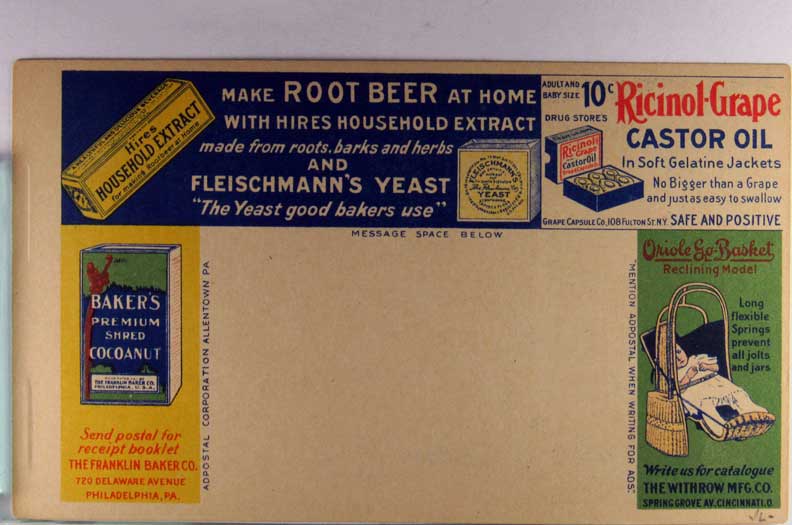 Hires
HOUSEHOLD EXTRACT
for making Root Beer at Home
MAKE ROOT BEER AT HOME
WITH HIRES HOUSEHOLD EXTRACT
made from roots, barks and herbs
AND
FLEISCHMANN'S YEAST
"The Yeast good bakers use"
FLEISCHMANN'S
YEAST
ADULT AND
BABY SIZE
10c
DRUG STORES
Ricinol-Grape
CASTOR OIL
In Soft Gelatine Jackets
No Bigger than a Grape
and just as easy to swallow
GRAPE CAPSULE CO, 108 FULTON ST. N.Y. SAFE AND POSITIVE
Ricinol
Grape
Castor Oil
MESSAGE SPACE BELOW
BAKER'S
PREMIUM
SHRED
COCOANUT
THE FRANKLIN BAKER CO.
PHILADELPHIA, U.S.A.
Send postal for
receipt booklet
THE FRANKLIN BAKER CO.
720 DELAWARE AVENUE
PHILADELPHIA, PA.
ADPOSTAL CORPORATION ALLENTOWN PA
"MENTION ADPOSTAL WHEN WRITING FOR ADS."
Oriole Go-Basket
Reclining Model
Long
flexible
Springs
prevent
all jolts
and jars
Write us for catalogue
THE WITHROW MFG. CO.
SPRING GROVE AV. CINCINNATI. O.